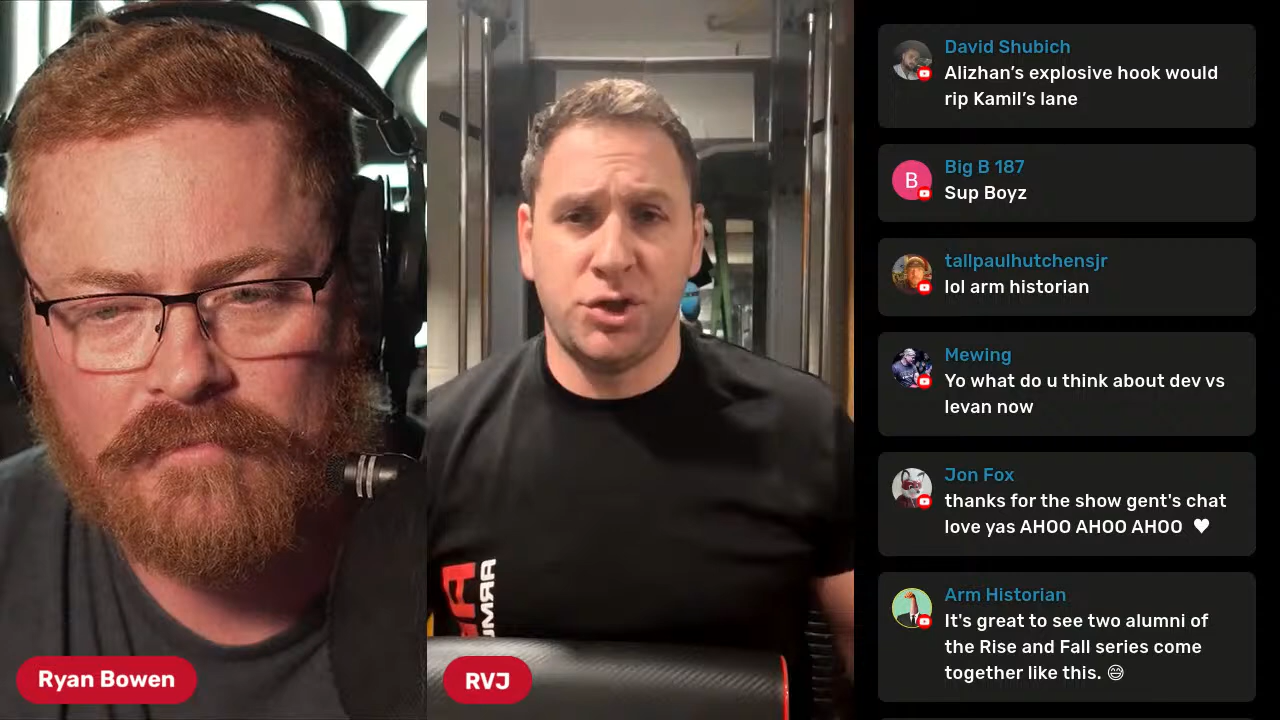 Ryan Bowen
RVJ
David Shubich
Alizhan’s explosive hook would
rip Kamil’s lane
B
Big B 187
Sup Boyz
tallpaulhutchensjr
lol arm historian
Mewing
Yo what do u think about dev vs
levan now
Jon Fox
thanks for the show gent's chat
love yas AHOO AHOO AHOO ♥
Arm Historian
It's great to see two alumni of
the Rise and Fall series come
together like this. 😄